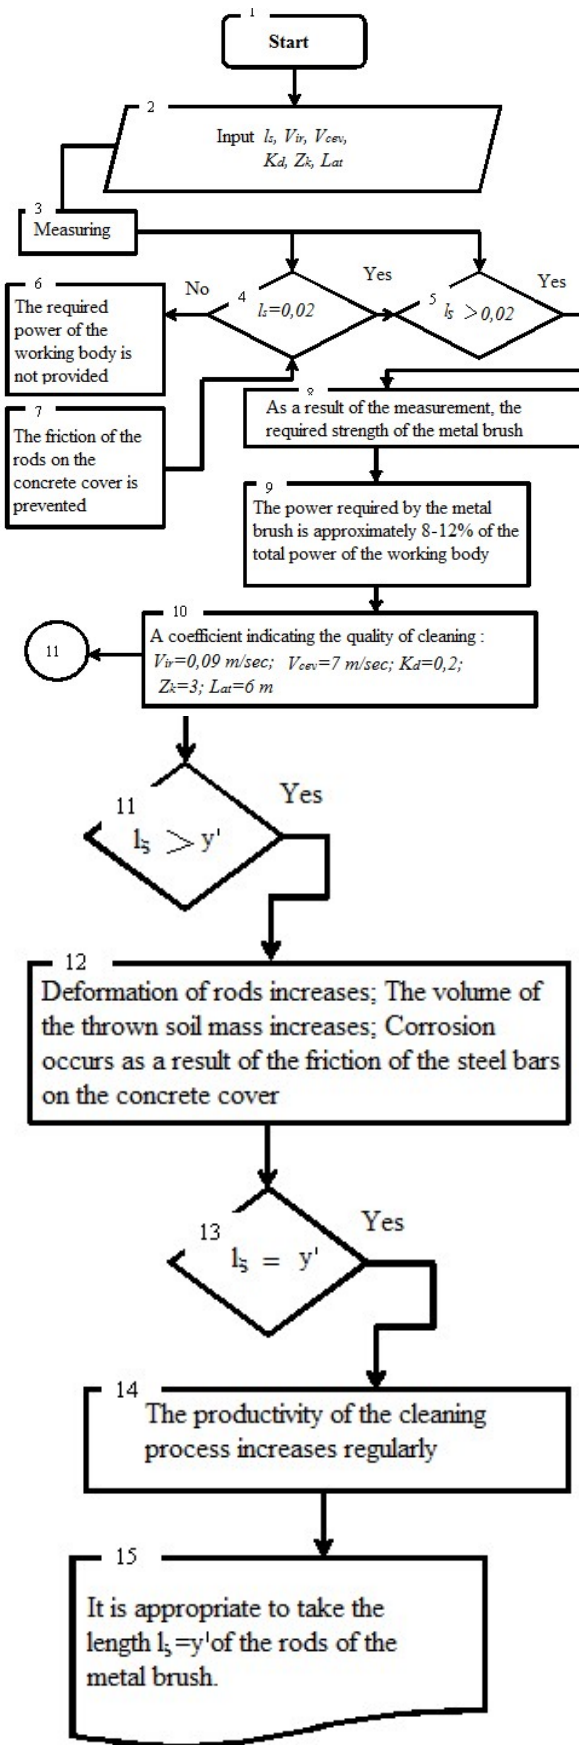 1
Start
2
Input ls, Vir, Vcev,
Kd, Zk, Lat
3
Measuring
6
No
4
ls=0,02
Yes
5
ls >0,02
Yes
The required
power of the
working body is
not provided
7
The friction of the
rods on the
concrete cover is
prevented
8
As a result of the measurement, the
required strength of the metal brush
9
The power required by the metal
brush is approximately 8-12% of the
total power of the working body
10
A coefficient indicating the quality of cleaning :
Vir=0,09 m/sec; Vcev=7 m/sec; Kd=0,2;
Zk=3; Lat=6 m
11
11
lξ > y'
Yes
12
Deformation of rods increases; The volume of
the thrown soil mass increases; Corrosion
occurs as a result of the friction of the steel bars
on the concrete cover
13
lξ = y'
Yes
14
The productivity of the cleaning
process increases regularly
15
It is appropriate to take the
length lξ=y'of the rods of the
metal brush.